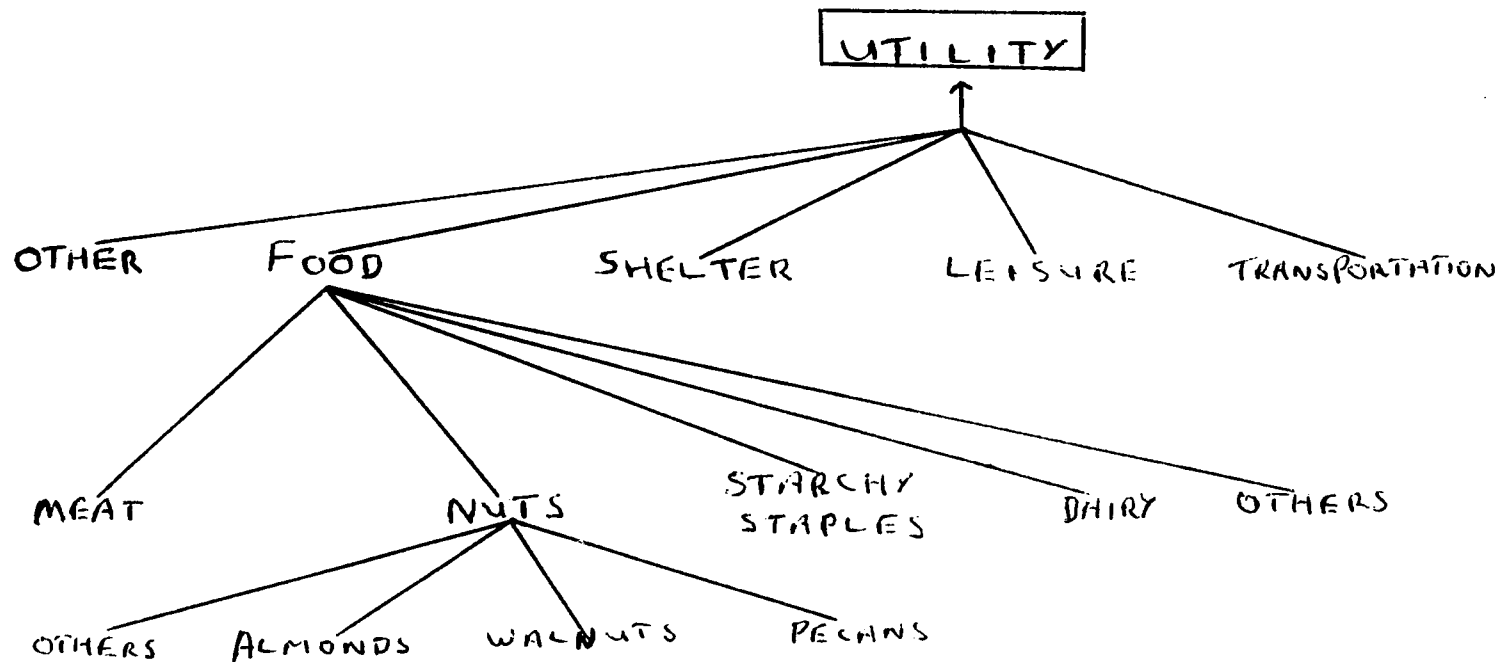 UTILITY
OTHER FOOD SHELTER LEISURE TRANSPORTATION
MEAT NUTS STARCHY STAPLES DAIRY OTHERS
OTHERS ALMONDS WALNUTS PECANS